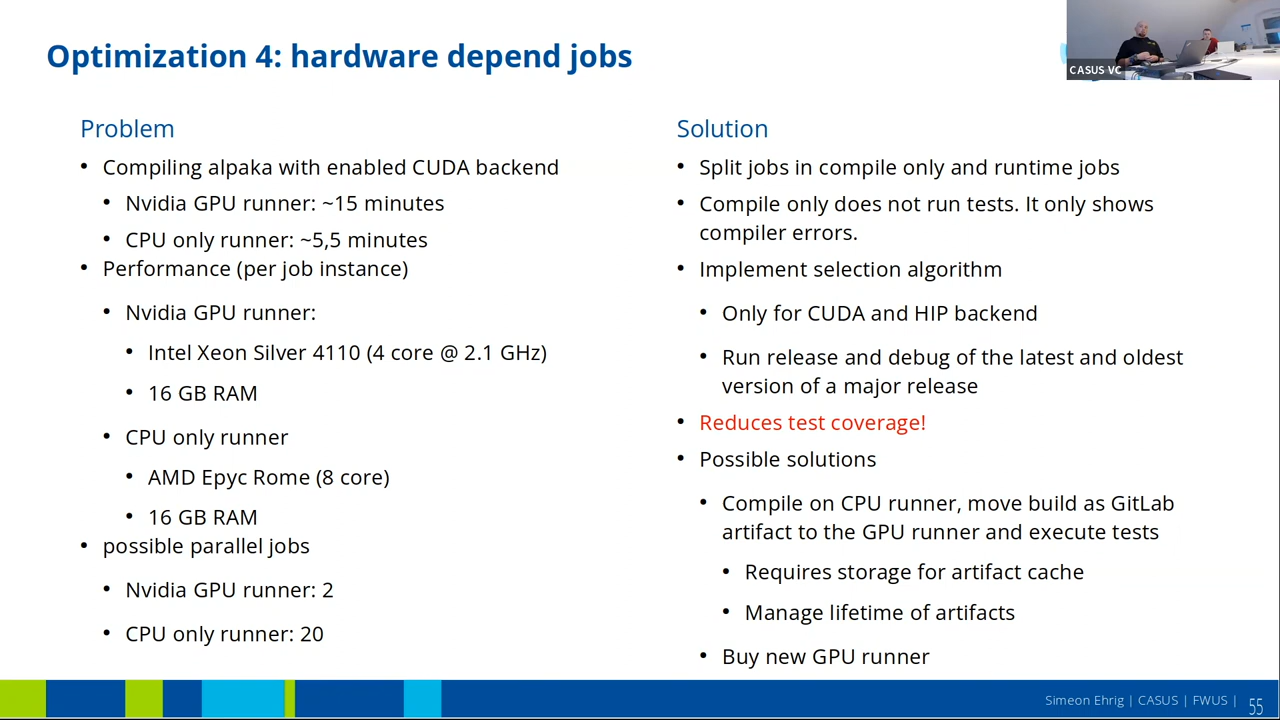 Optimization 4: hardware depend jobs
CASUS VC
Problem
• Compiling alpaka with enabled CUDA backend
• Nvidia GPU runner: ~15 minutes
• CPU only runner: ~5,5 minutes
• Performance (per job instance)
• Nvidia GPU runner:
• Intel Xeon Silver 4110 (4 core @ 2.1 GHz)
• 16 GB RAM
• CPU only runner
• AMD Epyc Rome (8 core)
• 16 GB RAM
• possible parallel jobs
• Nvidia GPU runner: 2
• CPU only runner: 20
Solution
• Split jobs in compile only and runtime jobs
• Compile only does not run tests. It only shows
compiler errors.
• Implement selection algorithm
• Only for CUDA and HIP backend
• Run release and debug of the latest and oldest
version of a major release
• Reduces test coverage!
• Possible solutions
• Compile on CPU runner, move build as GitLab
artifact to the GPU runner and execute tests
• Requires storage for artifact cache
• Manage lifetime of artifacts
• Buy new GPU runner
Simeon Ehrig | CASUS | FWUS | 55